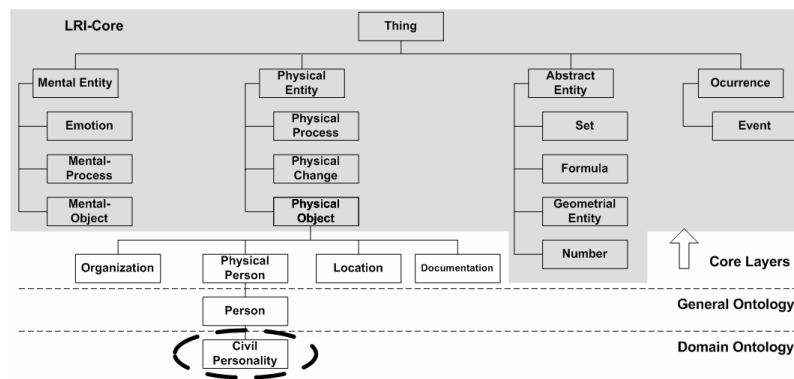 LRI-Core
Thing
Mental Entity
Physical
Entity
Abstract
Entity
Ocurrence
Emotion
Physical
Process
Set
Event
Mental-
Process
Physical
Change
Formula
Mental-
Object
Physical
Object
Geometrial
Entity
Number
Organization
Physical
Person
Location
Documentation
Core Layers
Person
General Ontology
Civil
Personality
Domain Ontology